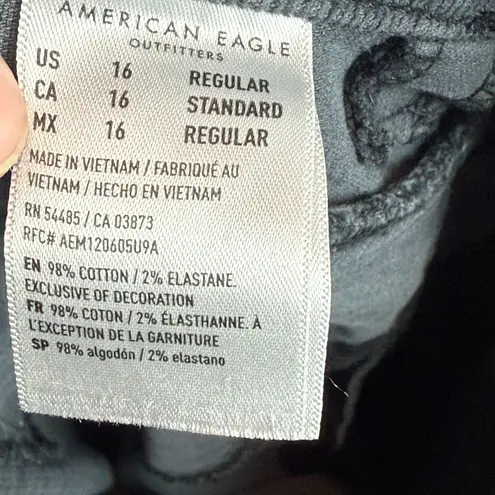 AMERICAN EAGLE
OUTFITTERS
US 16 REGULAR
CA 16 STANDARD
MX 16 REGULAR
MADE IN VIETNAM / FABRIQUÉ AU
VIETNAM / HECHO EN VIETNAM
RN 54485 / CA 03873
RFC# AEM120605U9A
EN 98% COTTON / 2% ELASTANE.
EXCLUSIVE OF DECORATION
FR 98% COTON / 2% ÉLASTHANNE. À
L'EXCEPTION DE LA GARNITURE
SP 98% algodón / 2% elastano